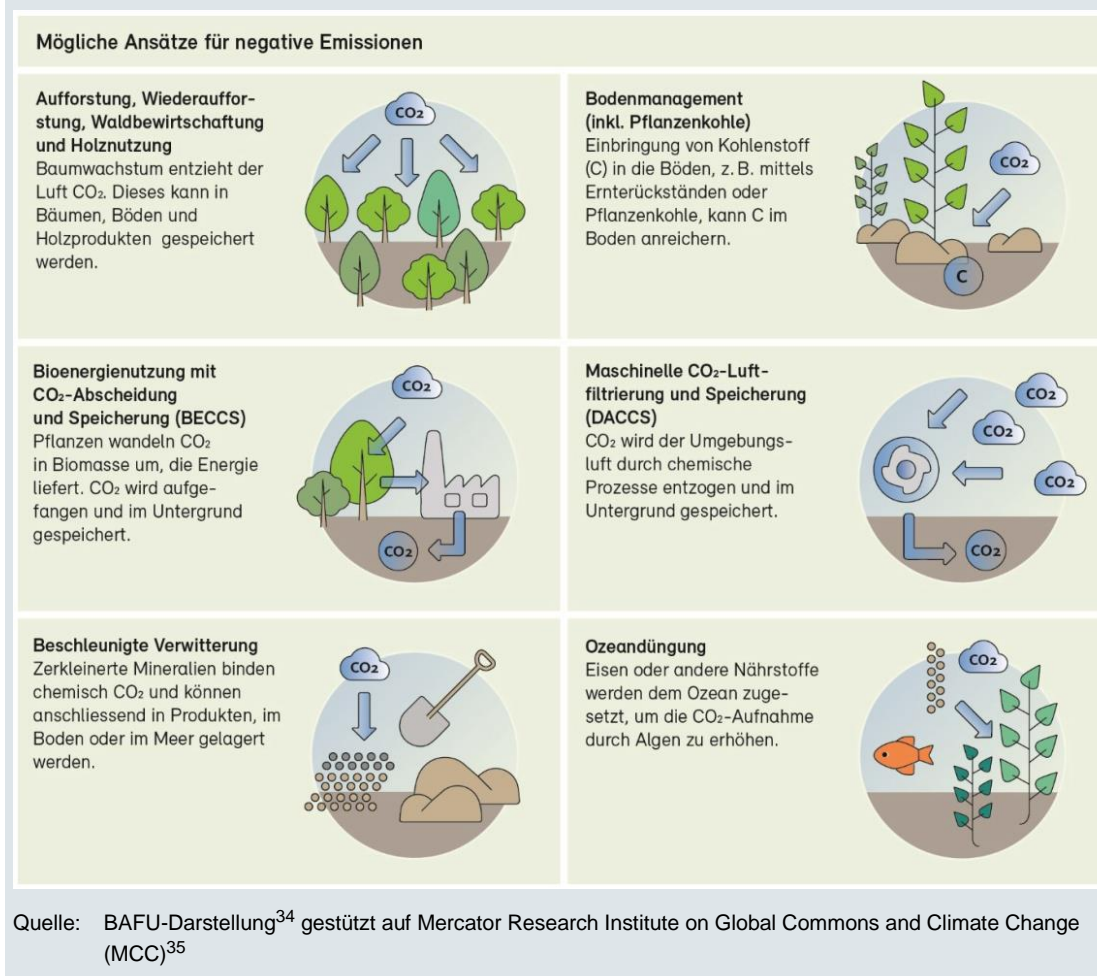 Mögliche Ansätze für negative Emissionen
Aufforstung, Wiederauffor-
stung, Waldbewirtschaftung
und Holznutzung
Baumwachstum entzieht der
Luft CO₂. Dieses kann in
Bäumen, Böden und
Holzprodukten gespeichert
werden.
CO₂
Bodenmanagement
(inkl. Pflanzenkohle)
Einbringung von Kohlenstoff
(C) in die Böden, z. B. mittels
Ernterückständen oder
Pflanzenkohle, kann C im
Boden anreichern.
CO₂
C
Bioenergienutzung mit
CO₂-Abscheidung
und Speicherung (BECCS)
Pflanzen wandeln CO₂
in Biomasse um, die Energie
liefert. CO₂ wird aufge-
fangen und im Untergrund
gespeichert.
CO₂
CO₂
Maschinelle CO₂-Luft-
filtrierung und Speicherung
(DACCS)
CO₂ wird der Umgebungs-
luft durch chemische
Prozesse entzogen und im
Untergrund gespeichert.
CO₂
CO₂
CO₂
CO₂
Beschleunigte Verwitterung
Zerkleinerte Mineralien binden
chemisch CO₂ und können
anschliessend in Produkten, im
Boden oder im Meer gelagert
werden.
CO₂
Ozeandüngung
Eisen oder andere Nährstoffe
werden dem Ozean zuge-
setzt, um die CO₂-Aufnahme
durch Algen zu erhöhen.
CO₂
Quelle: BAFU-Darstellung³⁴ gestützt auf Mercator Research Institute on Global Commons and Climate Change
(MCC)³⁵